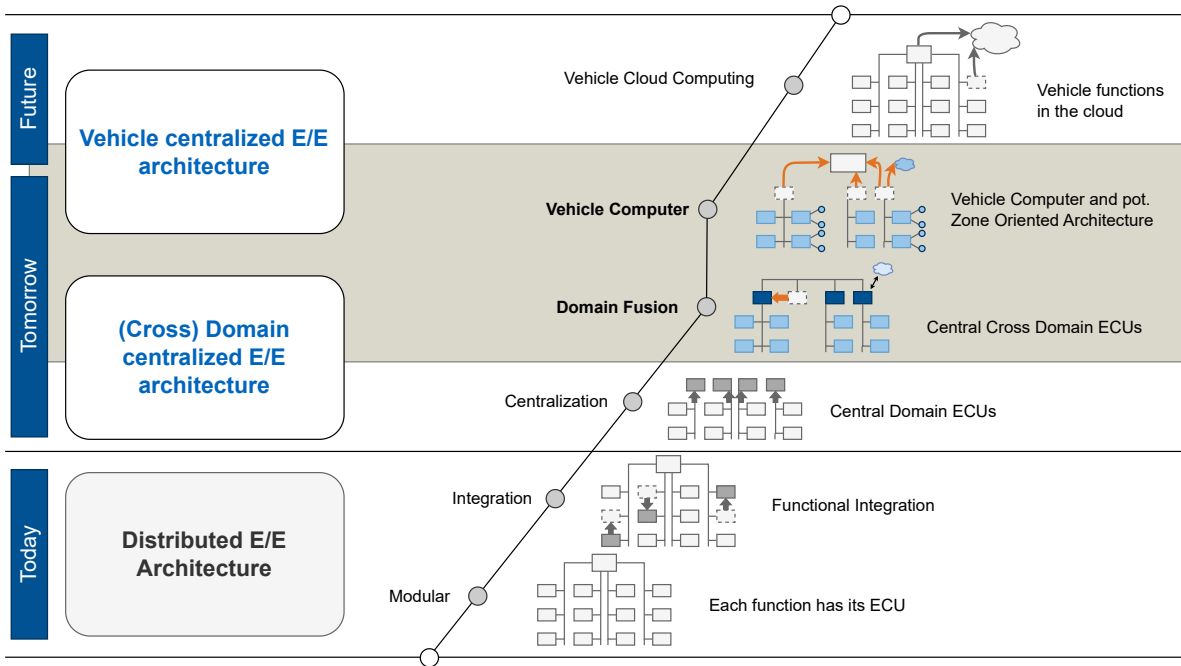 Future
Vehicle centralized E/E
architecture
Vehicle Cloud Computing
Vehicle functions
in the cloud
Tomorrow
Vehicle Computer
Vehicle Computer and pot.
Zone Oriented Architecture
(Cross) Domain
centralized E/E
architecture
Domain Fusion
Central Cross Domain ECUs
Centralization
Central Domain ECUs
Today
Distributed E/E
Architecture
Integration
Functional Integration
Modular
Each function has its ECU